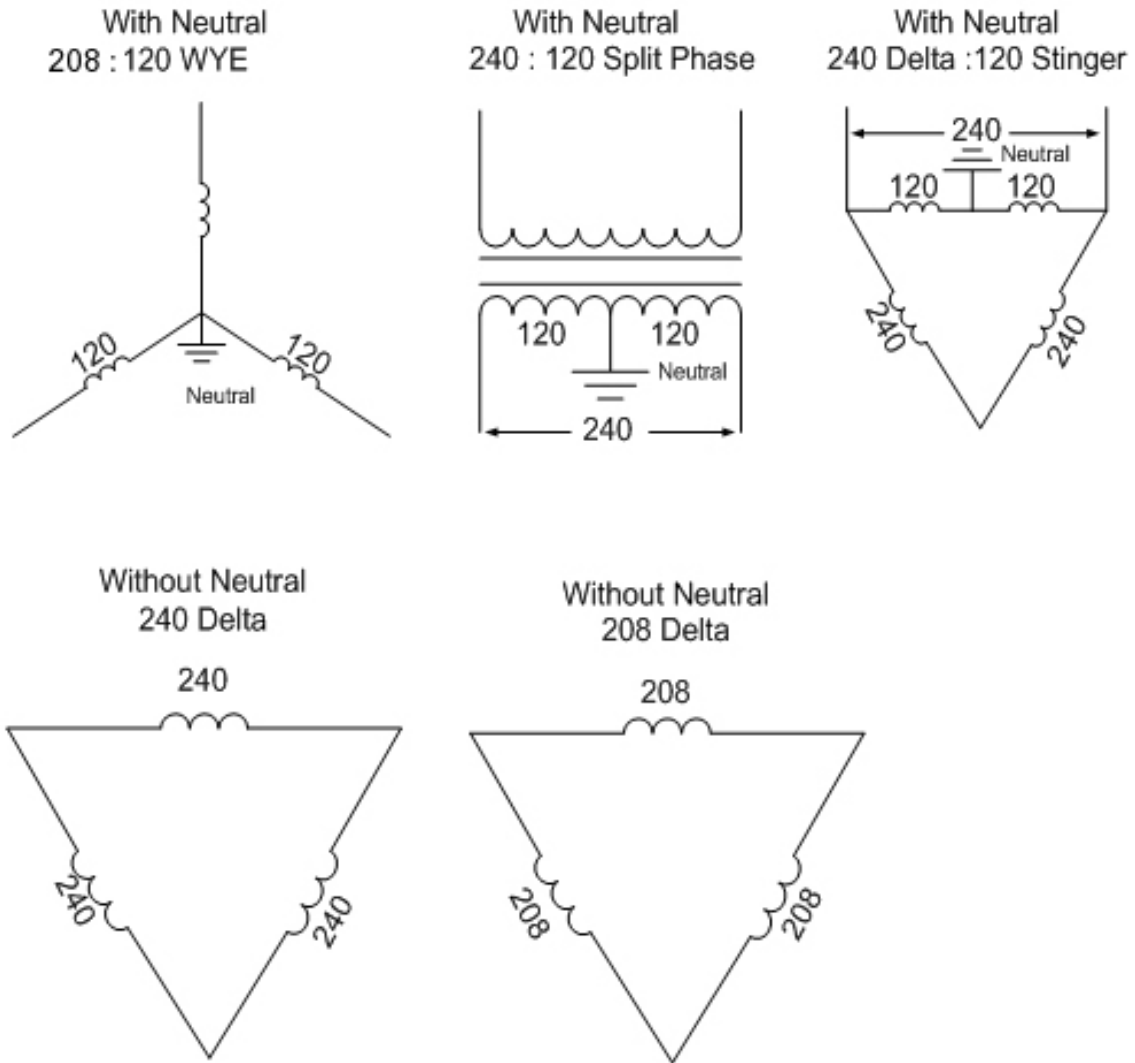 With Neutral
208 : 120 WYE
120
120
Neutral
With Neutral
240 : 120 Split Phase
120
120
Neutral
240
With Neutral
240 Delta :120 Stinger
240
Neutral
120
120
240
240
Without Neutral
240 Delta
240
240
240
Without Neutral
208 Delta
208
208
208